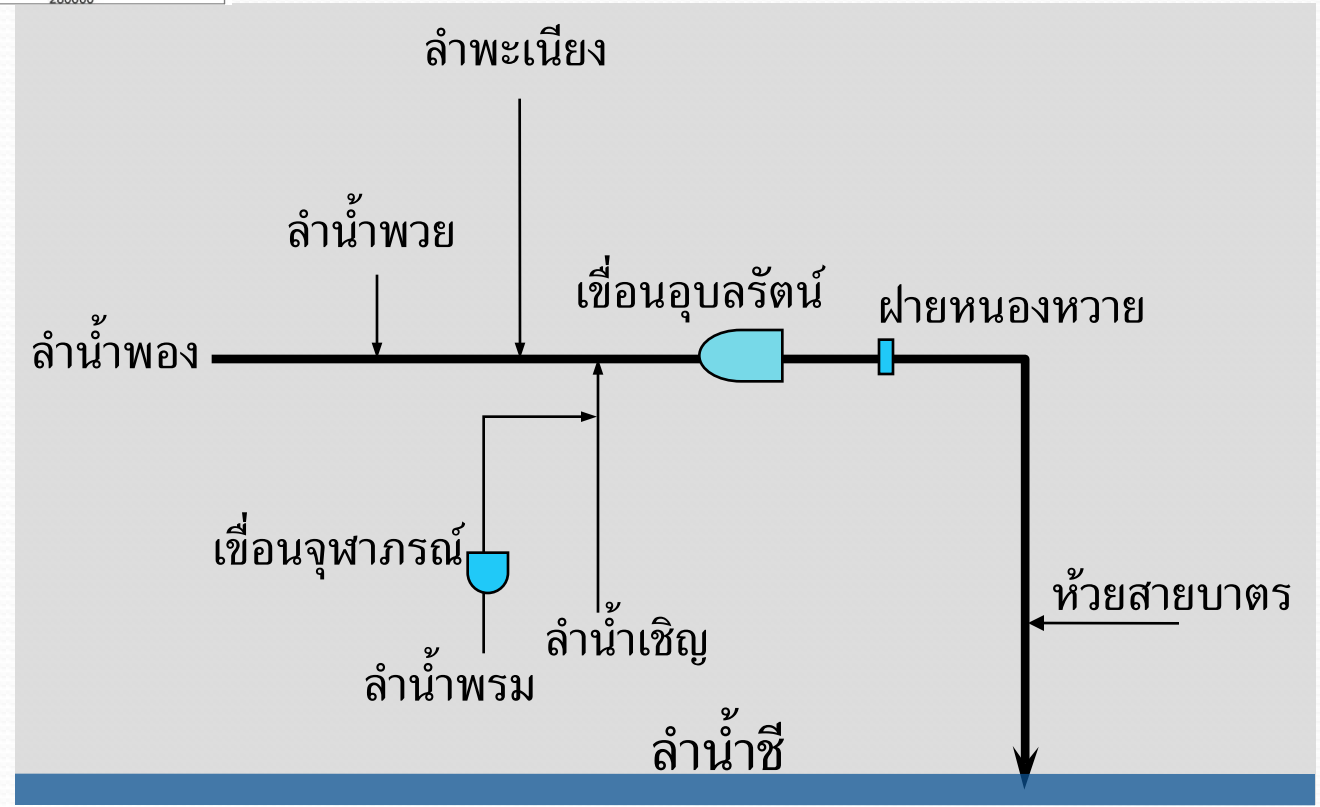 ลำพะเนียง
ลำน้ำพวย
เขื่อนอุบลรัตน์
ฝายหนองหวาย
ลำน้ำพอง
เขื่อนจุฬาภรณ์
ห้วยสายบาตร
ลำน้ำเชิญ
ลำน้ำพรม
ลำน้ำชี